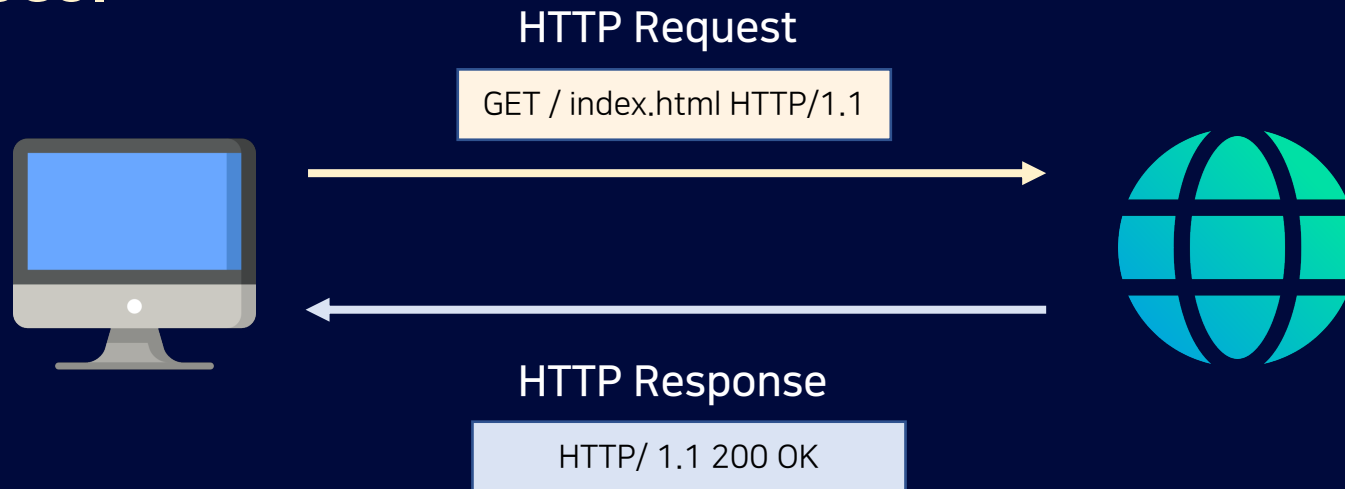 HTTP Request
GET / index.html HTTP/1.1
HTTP Response
HTTP/ 1.1 200 OK